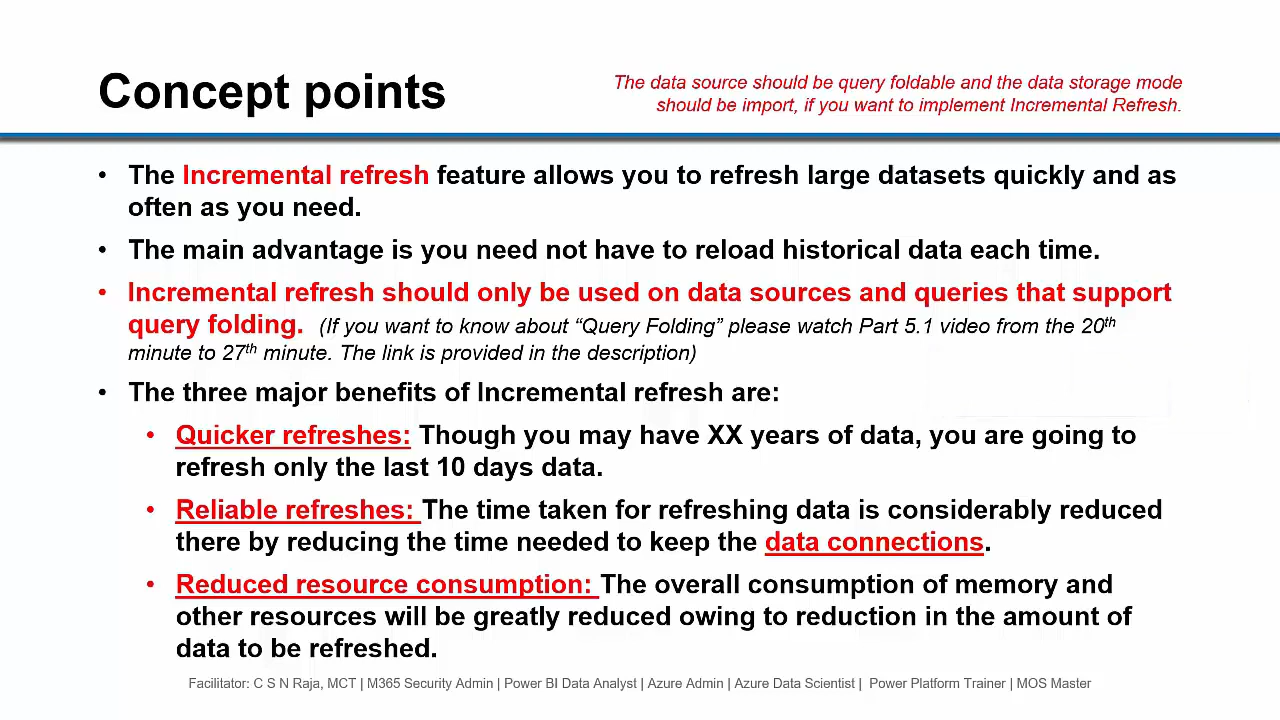 Concept points
The data source should be query foldable and the data storage mode
should be import, if you want to implement Incremental Refresh.
• The Incremental refresh feature allows you to refresh large datasets quickly and as
often as you need.
• The main advantage is you need not have to reload historical data each time.
• Incremental refresh should only be used on data sources and queries that support
query folding. (If you want to know about “Query Folding” please watch Part 5.1 video from the 20th
minute to 27th minute. The link is provided in the description)
• The three major benefits of Incremental refresh are:
• Quicker refreshes: Though you may have XX years of data, you are going to
refresh only the last 10 days data.
• Reliable refreshes: The time taken for refreshing data is considerably reduced
there by reducing the time needed to keep the data connections.
• Reduced resource consumption: The overall consumption of memory and
other resources will be greatly reduced owing to reduction in the amount of
data to be refreshed.
Facilitator: C S N Raja, MCT | M365 Security Admin | Power BI Data Analyst | Azure Admin | Azure Data Scientist | Power Platform Trainer | MOS Master